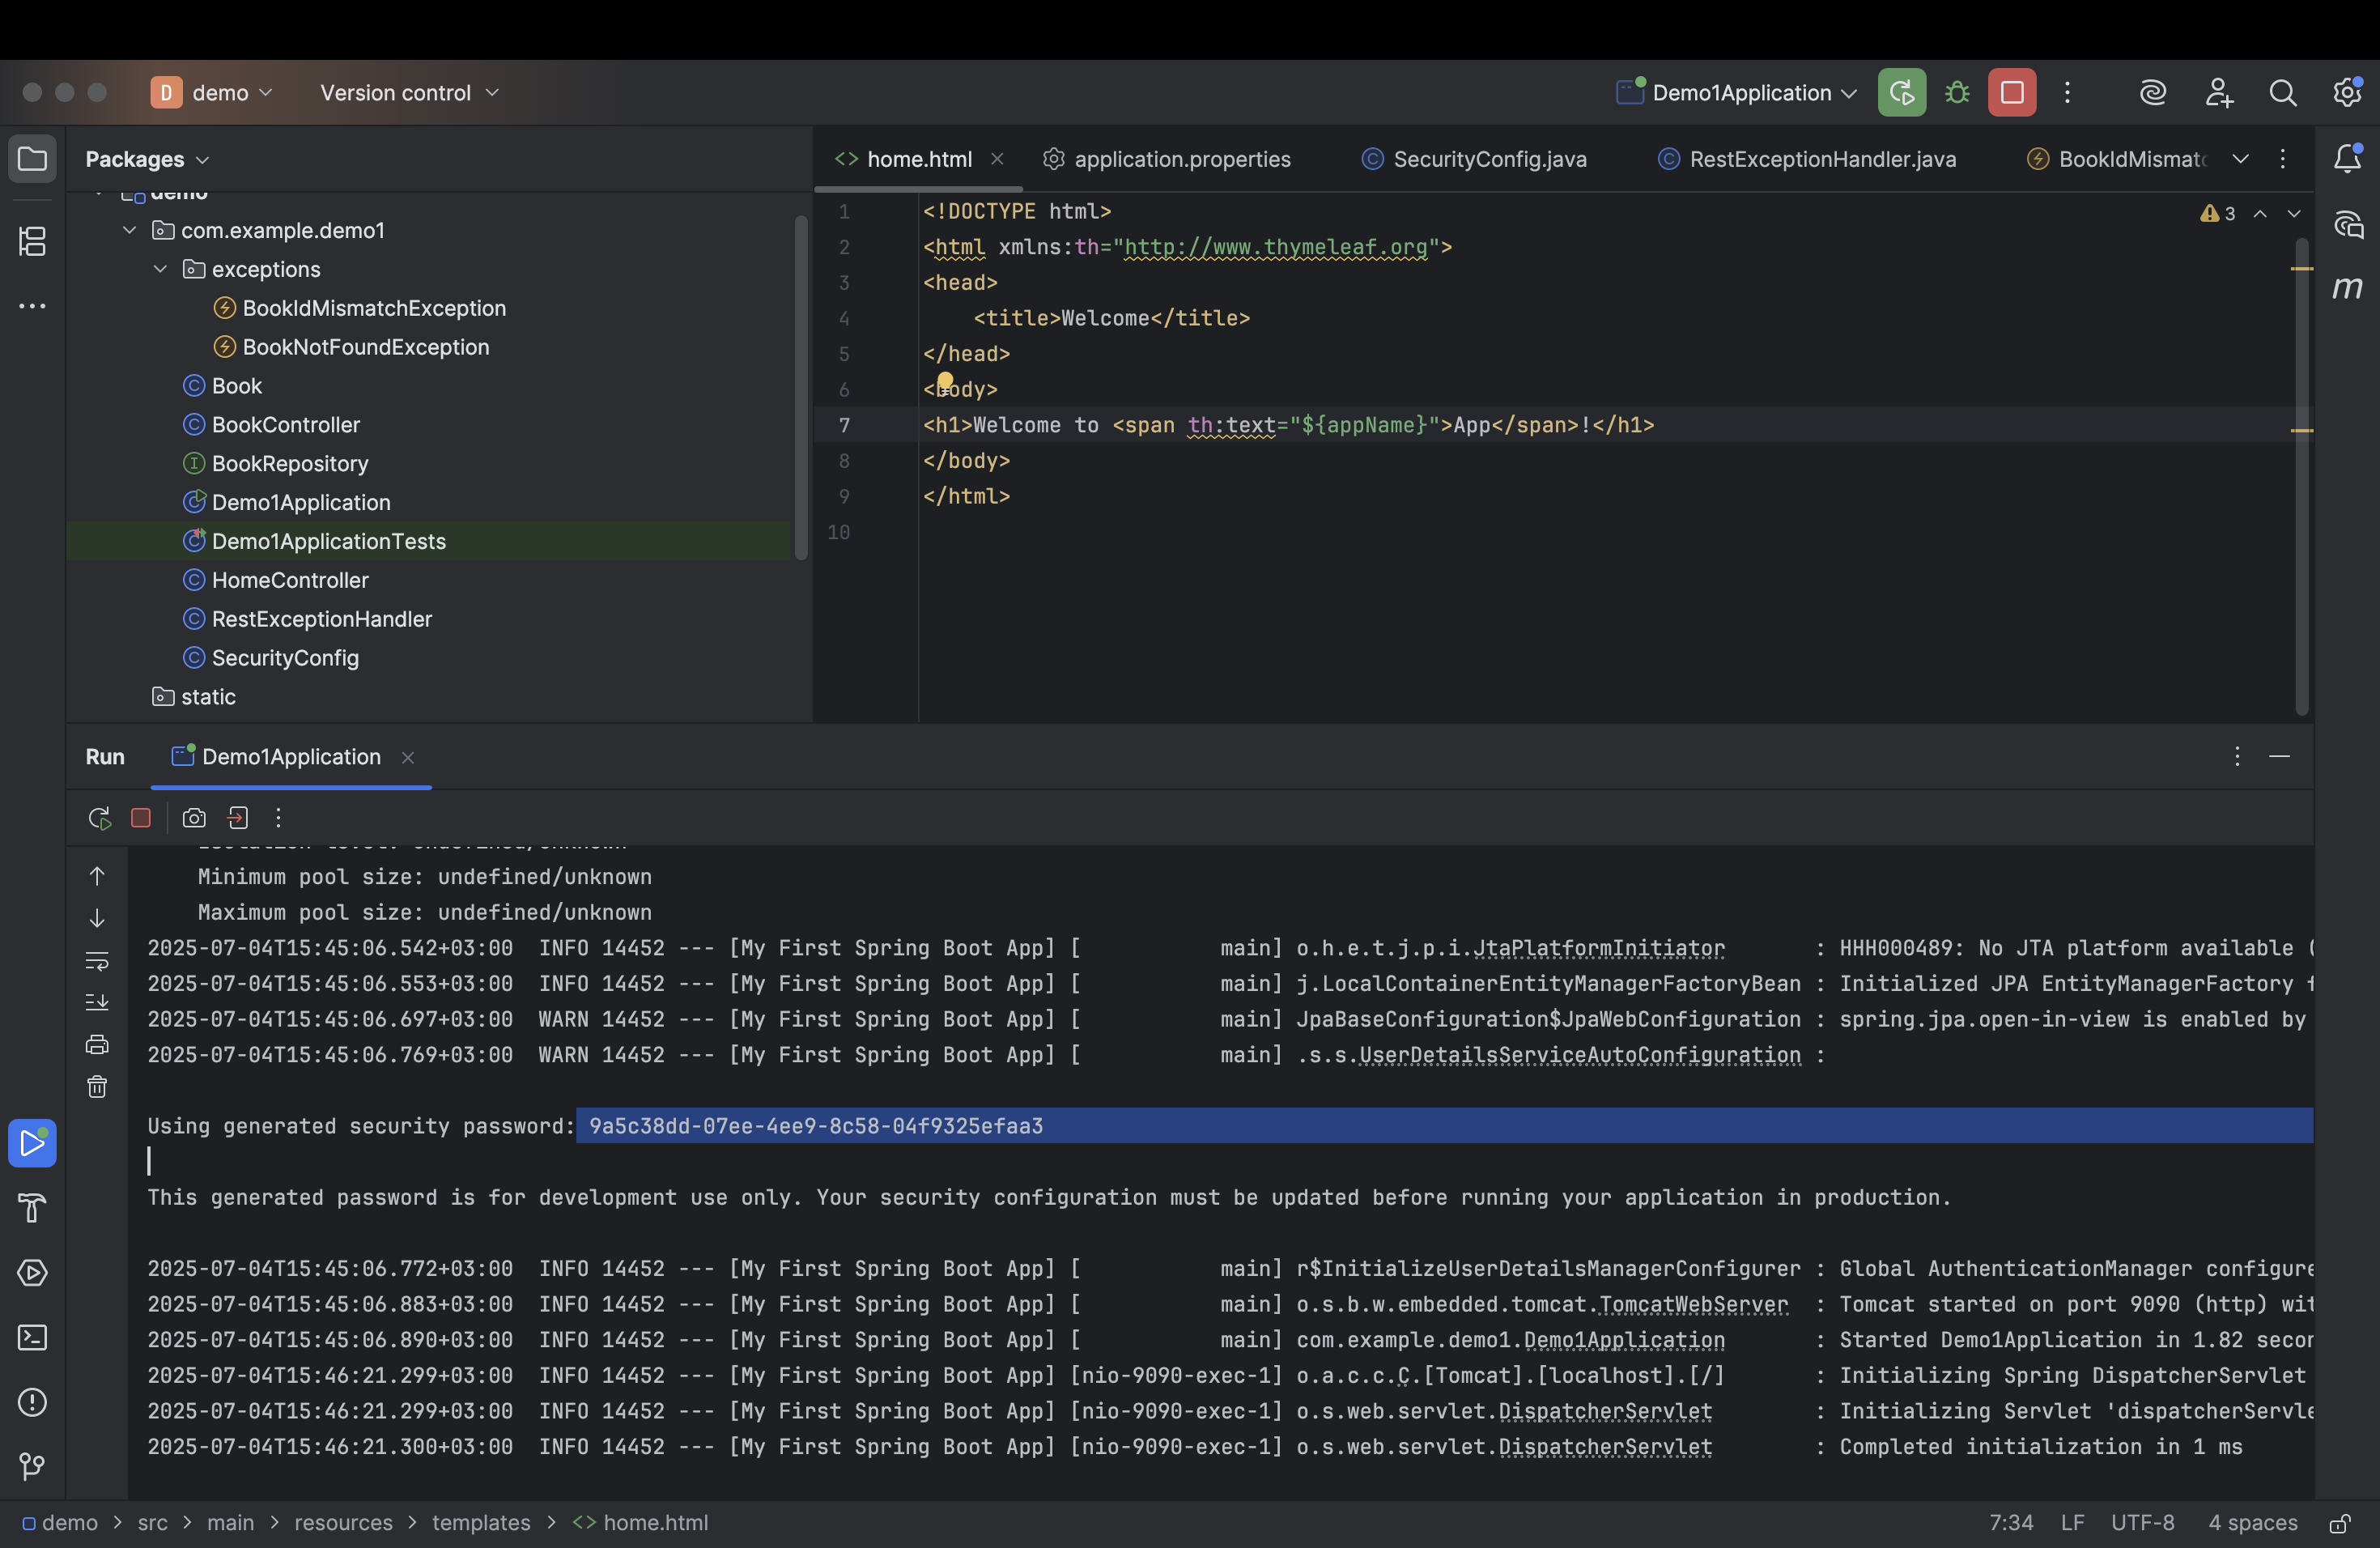 D demo Version control Demo1Application
Packages
demo
com.example.demo1
exceptions
BookIdMismatchException
BookNotFoundException
Book
BookController
BookRepository
Demo1Application
Demo1ApplicationTests
HomeController
RestExceptionHandler
SecurityConfig
static
home.html application.properties SecurityConfig.java RestExceptionHandler.java BookIdMismatc
3
1 <!DOCTYPE html>
2 <html xmlns:th="http://www.thymeleaf.org">
3 <head>
4 <title>Welcome</title>
5 </head>
6 <body>
7 <h1>Welcome to <span th:text="${appName}">App</span>!</h1>
8 </body>
9 </html>
10
m
Run Demo1Application
Minimum pool size: undefined/unknown
Maximum pool size: undefined/unknown
2025-07-04T15:45:06.542+03:00 INFO 14452 --- [My First Spring Boot App] [ main] o.h.e.t.j.p.i.JtaPlatformInitiator : HHH000489: No JTA platform available (
2025-07-04T15:45:06.553+03:00 INFO 14452 --- [My First Spring Boot App] [ main] j.LocalContainerEntityManagerFactoryBean : Initialized JPA EntityManagerFactory f
2025-07-04T15:45:06.697+03:00 WARN 14452 --- [My First Spring Boot App] [ main] JpaBaseConfiguration$JpaWebConfiguration : spring.jpa.open-in-view is enabled by
2025-07-04T15:45:06.769+03:00 WARN 14452 --- [My First Spring Boot App] [ main] .s.s.UserDetailsServiceAutoConfiguration :
Using generated security password: 9a5c38dd-07ee-4ee9-8c58-04f9325efaa3
This generated password is for development use only. Your security configuration must be updated before running your application in production.
2025-07-04T15:45:06.772+03:00 INFO 14452 --- [My First Spring Boot App] [ main] r$InitializeUserDetailsManagerConfigurer : Global AuthenticationManager configure
2025-07-04T15:45:06.883+03:00 INFO 14452 --- [My First Spring Boot App] [ main] o.s.b.w.embedded.tomcat.TomcatWebServer : Tomcat started on port 9090 (http) wit
2025-07-04T15:45:06.890+03:00 INFO 14452 --- [My First Spring Boot App] [ main] com.example.demo1.Demo1Application : Started Demo1Application in 1.82 secon
2025-07-04T15:46:21.299+03:00 INFO 14452 --- [My First Spring Boot App] [nio-9090-exec-1] o.a.c.c.C.[Tomcat].[localhost].[/] : Initializing Spring DispatcherServlet
2025-07-04T15:46:21.299+03:00 INFO 14452 --- [My First Spring Boot App] [nio-9090-exec-1] o.s.web.servlet.DispatcherServlet : Initializing Servlet 'dispatcherServle
2025-07-04T15:46:21.300+03:00 INFO 14452 --- [My First Spring Boot App] [nio-9090-exec-1] o.s.web.servlet.DispatcherServlet : Completed initialization in 1 ms
demo > src > main > resources > templates > <> home.html 7:34 LF UTF-8 4 spaces